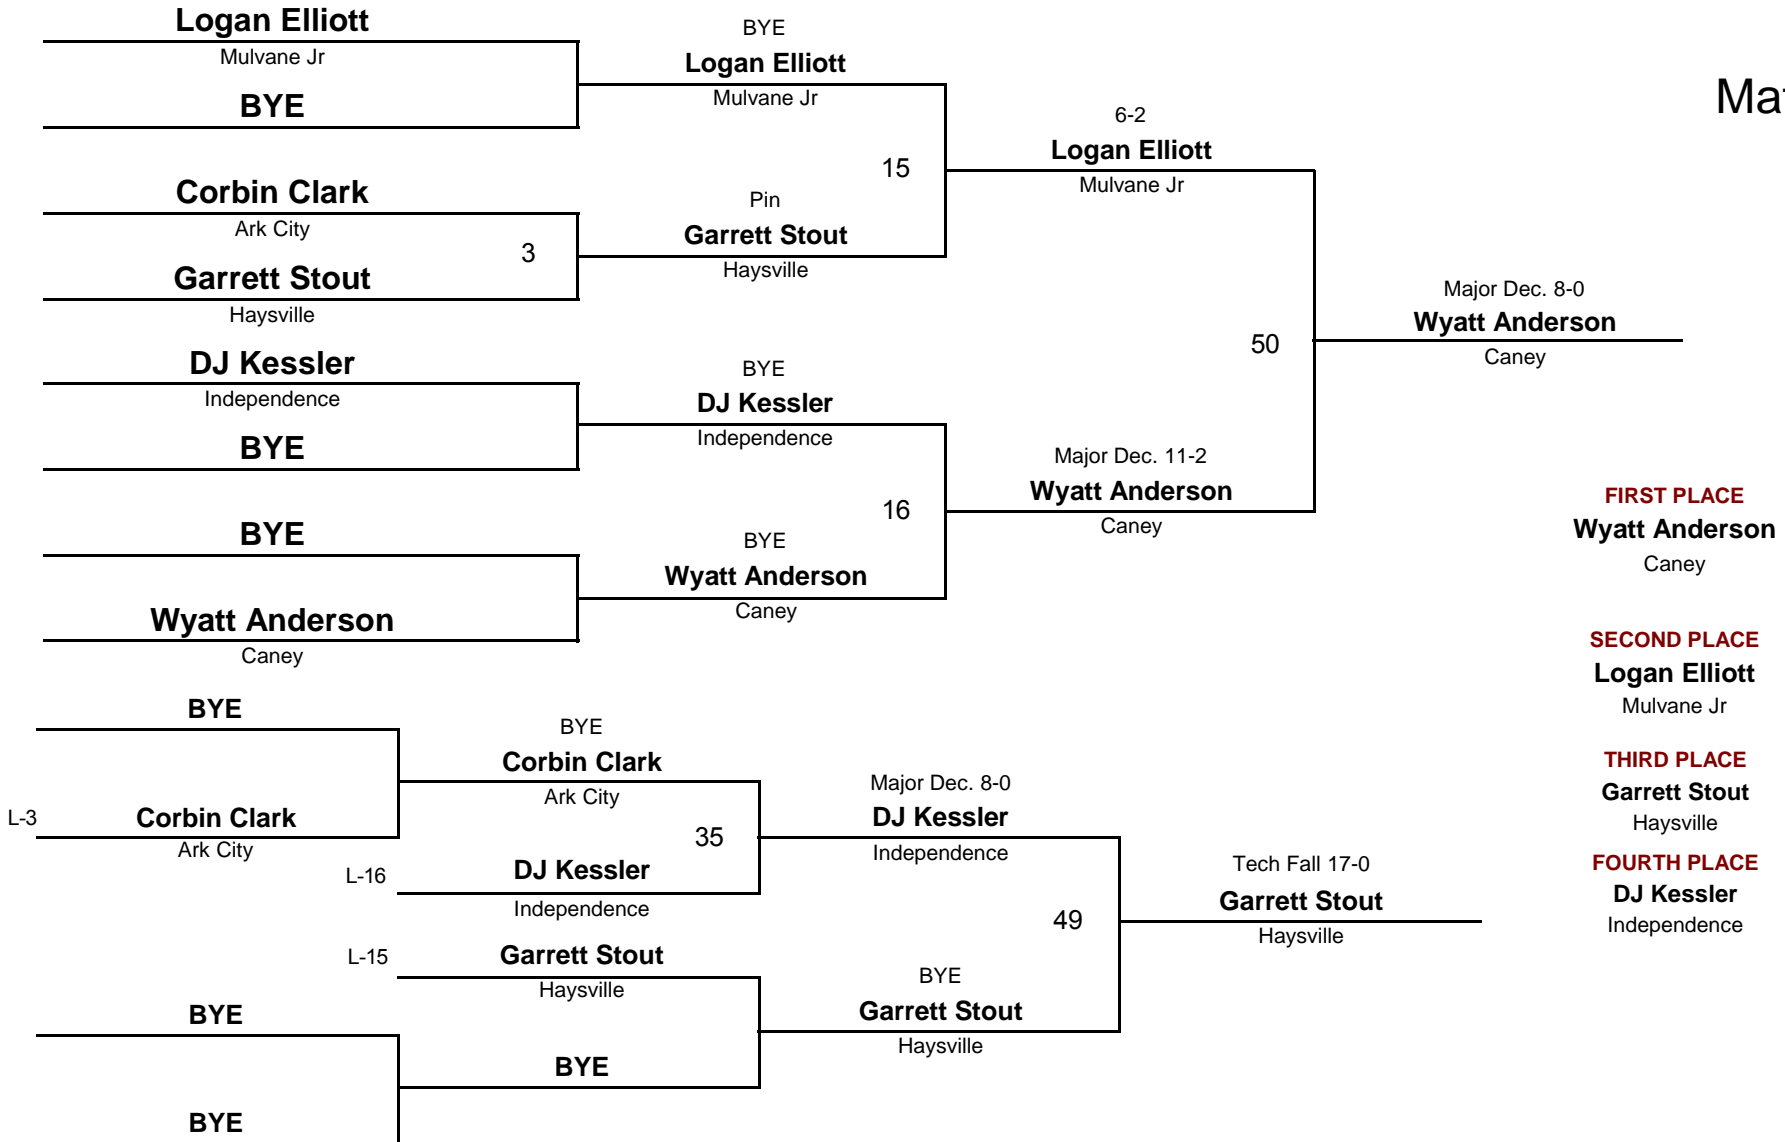 Logan Elliott
Mulvane Jr
BYE
Corbin Clark
Ark City
3
Garrett Stout
Haysville
DJ Kessler
Independence
BYE
BYE
Wyatt Anderson
Caney
BYE
Logan Elliott
Mulvane Jr
15
Pin
Garrett Stout
Haysville
BYE
DJ Kessler
Independence
16
BYE
Wyatt Anderson
Caney
6-2
Logan Elliott
Mulvane Jr
50
Major Dec. 11-2
Wyatt Anderson
Caney
Major Dec. 8-0
Wyatt Anderson
Caney
FIRST PLACE
Wyatt Anderson
Caney
SECOND PLACE
Logan Elliott
Mulvane Jr
THIRD PLACE
Garrett Stout
Haysville
FOURTH PLACE
DJ Kessler
Independence
BYE
L-3
Corbin Clark
Ark City
BYE
BYE
BYE
Corbin Clark
Ark City
35
L-16
DJ Kessler
Independence
L-15
Garrett Stout
Haysville
BYE
Major Dec. 8-0
DJ Kessler
Independence
49
BYE
Garrett Stout
Haysville
Tech Fall 17-0
Garrett Stout
Haysville